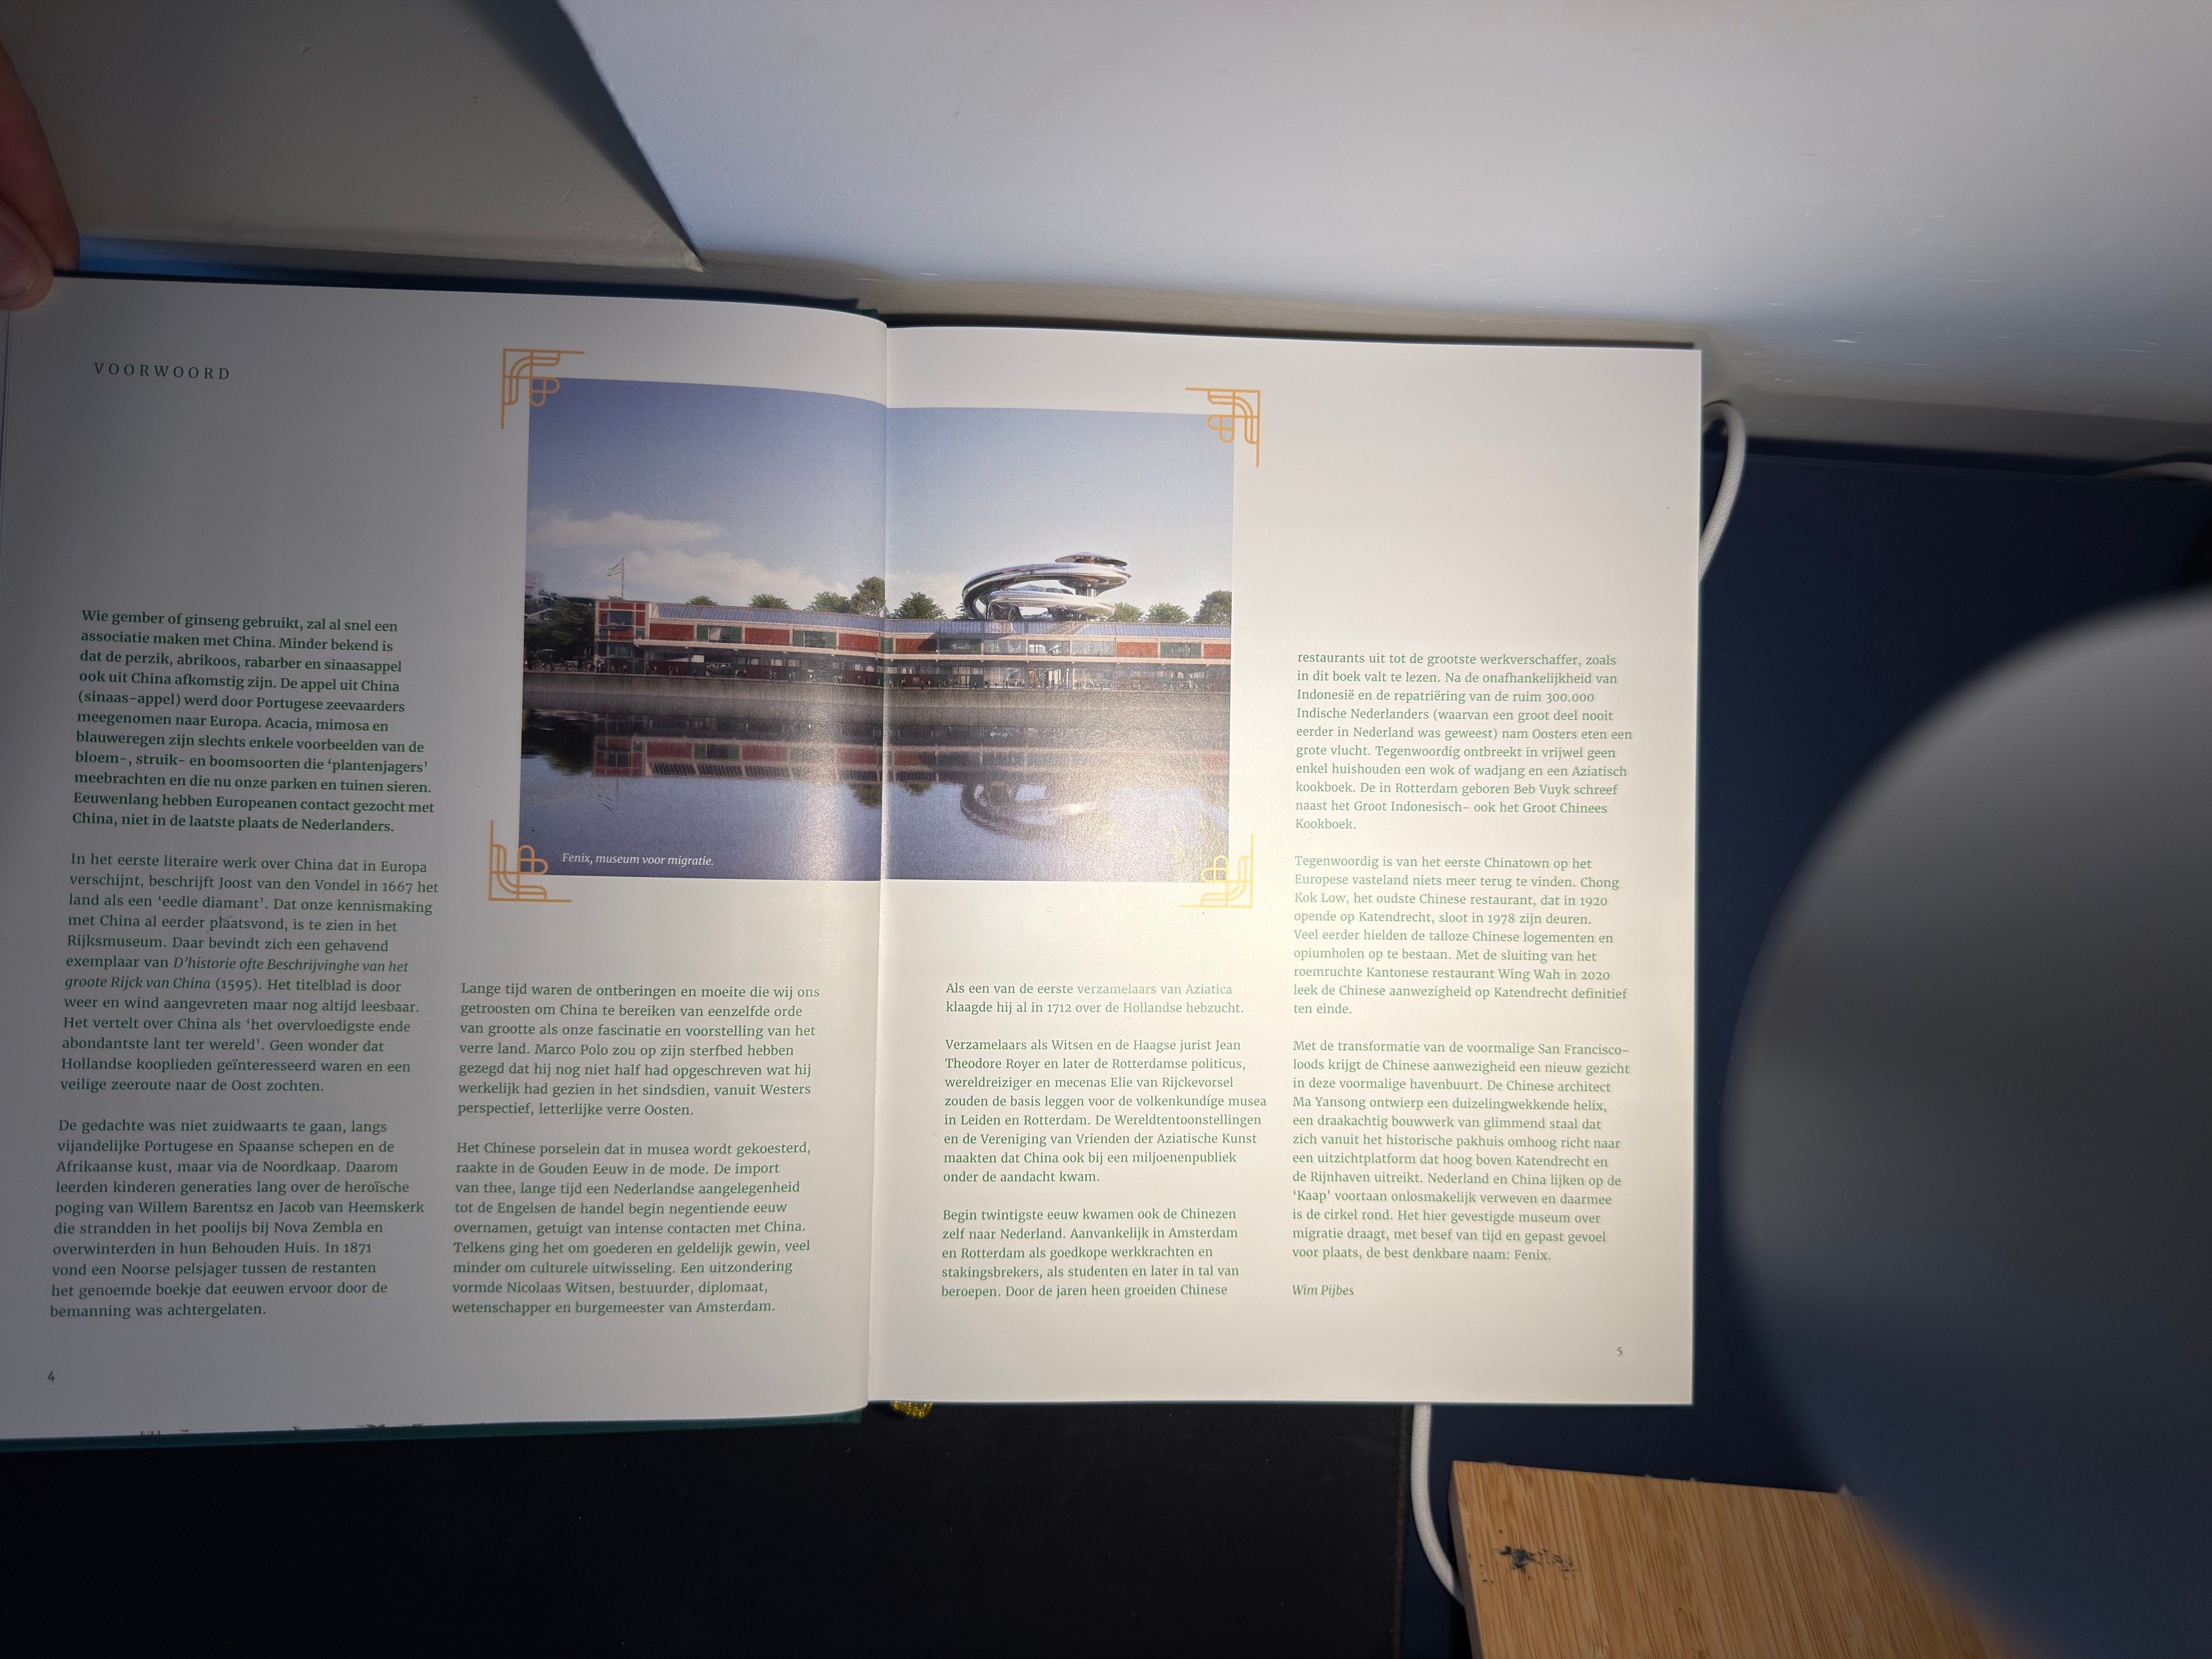 VOORWOORD
Wie gember of ginseng gebruikt, zal al snel een
associatie maken met China. Minder bekend is
dat de perzik, abrikoos, rabarber en sinaasappel
ook uit China afkomstig zijn. De appel uit China
(sinaas-appel) werd door Portugese zeevaarders
meegenomen naar Europa. Acacia, mimosa en
blauweregen zijn slechts enkele voorbeelden van de
bloem-, struik- en boomsoorten die ‘plantenjagers’
meebrachten en die nu onze parken en tuinen sieren.
Eeuwenlang hebben Europeanen contact gezocht met
China, niet in de laatste plaats de Nederlanders.
In het eerste literaire werk over China dat in Europa
verschijnt, beschrijft Joost van den Vondel in 1667 het
land als een ‘eedle diamant’. Dat onze kennismaking
met China al eerder plaatsvond, is te zien in het
Rijksmuseum. Daar bevindt zich een gehavend
exemplaar van D’historie ofte Beschrijvinghe van het
groote Rijck van China (1595). Het titelblad is door
weer en wind aangevreten maar nog altijd leesbaar.
Het vertelt over China als ‘het overvloedigste ende
abondantste lant ter wereld’. Geen wonder dat
Hollandse kooplieden geïnteresseerd waren en een
veilige zeeroute naar de Oost zochten.
De gedachte was niet zuidwaarts te gaan, langs
vijandelijke Portugese en Spaanse schepen en de
Afrikaanse kust, maar via de Noordkaap. Daarom
leerden kinderen generaties lang over de heroïsche
poging van Willem Barentsz en Jacob van Heemskerk
die strandden in het poolijs bij Nova Zembla en
overwinterden in hun Behouden Huis. In 1871
vond een Noorse pelsjager tussen de restanten
het genoemde boekje dat eeuwen ervoor door de
bemanning was achtergelaten.
4
Fenix, museum voor migratie.
Lange tijd waren de ontberingen en moeite die wij ons
getroosten om China te bereiken van eenzelfde orde
van grootte als onze fascinatie en voorstelling van het
verre land. Marco Polo zou op zijn sterfbed hebben
gezegd dat hij nog niet half had opgeschreven wat hij
werkelijk had gezien in het sindsdien, vanuit Westers
perspectief, letterlijke verre Oosten.
Het Chinese porselein dat in musea wordt gekoesterd,
raakte in de Gouden Eeuw in de mode. De import
van thee, lange tijd een Nederlandse aangelegenheid
tot de Engelsen de handel begin negentiende eeuw
overnamen, getuigt van intense contacten met China.
Telkens ging het om goederen en geldelijk gewin, veel
minder om culturele uitwisseling. Een uitzondering
vormde Nicolaas Witsen, bestuurder, diplomaat,
wetenschapper en burgemeester van Amsterdam.
Als een van de eerste verzamelaars van Aziatica
klaagde hij al in 1712 over de Hollandse hebzucht.
Verzamelaars als Witsen en de Haagse jurist Jean
Theodore Royer en later de Rotterdamse politicus,
wereldreiziger en mecenas Elie van Rijckevorsel
zouden de basis leggen voor de volkenkundíge musea
in Leiden en Rotterdam. De Wereldtentoonstellingen
en de Vereniging van Vrienden der Aziatische Kunst
maakten dat China ook bij een miljoenenpubliek
onder de aandacht kwam.
Begin twintigste eeuw kwamen ook de Chinezen
zelf naar Nederland. Aanvankelijk in Amsterdam
en Rotterdam als goedkope werkkrachten en
stakingsbrekers, als studenten en later in tal van
beroepen. Door de jaren heen groeiden Chinese
restaurants uit tot de grootste werkverschaffer, zoals
in dit boek valt te lezen. Na de onafhankelijkheid van
Indonesië en de repatriëring van de ruim 300.000
Indische Nederlanders (waarvan een groot deel nooit
eerder in Nederland was geweest) nam Oosters eten een
grote vlucht. Tegenwoordig ontbreekt in vrijwel geen
enkel huishouden een wok of wadjang en een Aziatisch
kookboek. De in Rotterdam geboren Beb Vuyk schreef
naast het Groot Indonesisch- ook het Groot Chinees
Kookboek.
Tegenwoordig is van het eerste Chinatown op het
Europese vasteland niets meer terug te vinden. Chong
Kok Low, het oudste Chinese restaurant, dat in 1920
opende op Katendrecht, sloot in 1978 zijn deuren.
Veel eerder hielden de talloze Chinese logementen en
opiumholen op te bestaan. Met de sluiting van het
roemruchte Kantonese restaurant Wing Wah in 2020
leek de Chinese aanwezigheid op Katendrecht definitief
ten einde.
Met de transformatie van de voormalige San Francisco-
loods krijgt de Chinese aanwezigheid een nieuw gezicht
in deze voormalige havenbuurt. De Chinese architect
Ma Yansong ontwierp een duizelingwekkende helix,
een draakachtig bouwwerk van glimmend staal dat
zich vanuit het historische pakhuis omhoog richt naar
een uitzichtplatform dat hoog boven Katendrecht en
de Rijnhaven uitreikt. Nederland en China lijken op de
‘Kaap’ voortaan onlosmakelijk verweven en daarmee
is de cirkel rond. Het hier gevestigde museum over
migratie draagt, met besef van tijd en gepast gevoel
voor plaats, de best denkbare naam: Fenix.
Wim Pijbes
5